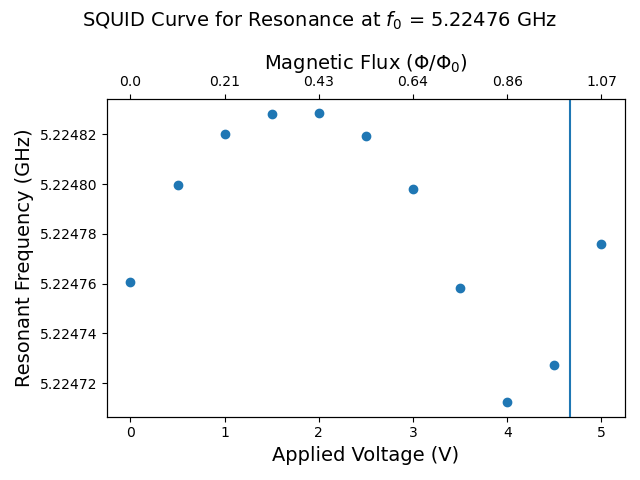 SQUID Curve for Resonance at f₀ = 5.22476 GHz
Magnetic Flux (Φ/Φ₀)
0.0 0.21 0.43 0.64 0.86 1.07
Resonant Frequency (GHz)
5.22482
5.22480
5.22478
5.22476
5.22474
5.22472
0 1 2 3 4 5
Applied Voltage (V)